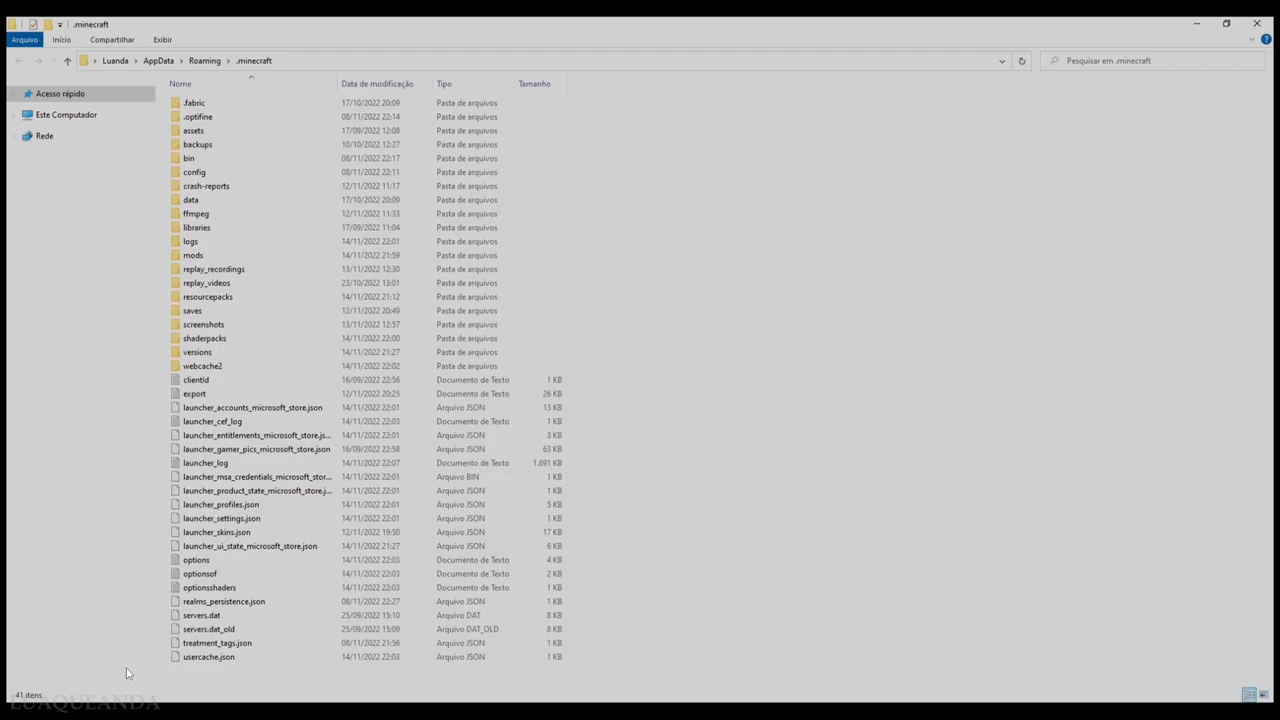 .minecraft
Arquivo Início Compartilhar Exibir
Luanda AppData Roaming .minecraft Pesquisar em .minecraft
Nome Data de modificação Tipo Tamanho
Acesso rápido
Este Computador
Rede
.fabric 17/10/2022 20:09 Pasta de arquivos
.optifine 08/11/2022 22:14 Pasta de arquivos
assets 17/09/2022 12:08 Pasta de arquivos
backups 10/10/2022 12:27 Pasta de arquivos
bin 08/11/2022 22:17 Pasta de arquivos
config 08/11/2022 22:11 Pasta de arquivos
crash-reports 12/11/2022 11:17 Pasta de arquivos
data 17/10/2022 20:09 Pasta de arquivos
ffmpeg 12/11/2022 11:33 Pasta de arquivos
libraries 17/09/2022 11:04 Pasta de arquivos
logs 14/11/2022 22:01 Pasta de arquivos
mods 14/11/2022 21:59 Pasta de arquivos
replay_recordings 13/11/2022 12:30 Pasta de arquivos
replay_videos 23/10/2022 13:01 Pasta de arquivos
resourcepacks 14/11/2022 21:12 Pasta de arquivos
saves 12/11/2022 20:49 Pasta de arquivos
screenshots 13/11/2022 12:57 Pasta de arquivos
shaderpacks 14/11/2022 22:00 Pasta de arquivos
versions 14/11/2022 21:27 Pasta de arquivos
webcache2 14/11/2022 22:02 Pasta de arquivos
clientId 16/09/2022 22:56 Documento de Texto 1 KB
export 12/11/2022 20:25 Documento de Texto 26 KB
launcher_accounts_microsoft_store.json 14/11/2022 22:01 Arquivo JSON 13 KB
launcher_cef_log 14/11/2022 22:03 Documento de Texto 1 KB
launcher_entitlements_microsoft_store.js... 14/11/2022 22:01 Arquivo JSON 3 KB
launcher_gamer_pics_microsoft_store.json 16/09/2022 22:58 Arquivo JSON 63 KB
launcher_log 14/11/2022 22:07 Documento de Texto 1.691 KB
launcher_msa_credentials_microsoft_stor... 14/11/2022 22:01 Arquivo BIN 1 KB
launcher_product_state_microsoft_store.j... 14/11/2022 22:01 Arquivo JSON 1 KB
launcher_profiles.json 14/11/2022 22:01 Arquivo JSON 5 KB
launcher_settings.json 14/11/2022 22:01 Arquivo JSON 1 KB
launcher_skins.json 12/11/2022 19:50 Arquivo JSON 17 KB
launcher_ui_state_microsoft_store.json 14/11/2022 21:27 Arquivo JSON 6 KB
options 14/11/2022 22:03 Documento de Texto 4 KB
optionsof 14/11/2022 22:03 Documento de Texto 2 KB
optionsshaders 14/11/2022 22:03 Documento de Texto 1 KB
realms_persistence.json 08/11/2022 22:27 Arquivo JSON 1 KB
servers.dat 25/09/2022 15:10 Arquivo DAT 8 KB
servers.dat_old 25/09/2022 15:09 Arquivo DAT_OLD 8 KB
treatment_tags.json 08/11/2022 21:56 Arquivo JSON 1 KB
usercache.json 14/11/2022 22:03 Arquivo JSON 1 KB
41 itens
LUAQUEANDA